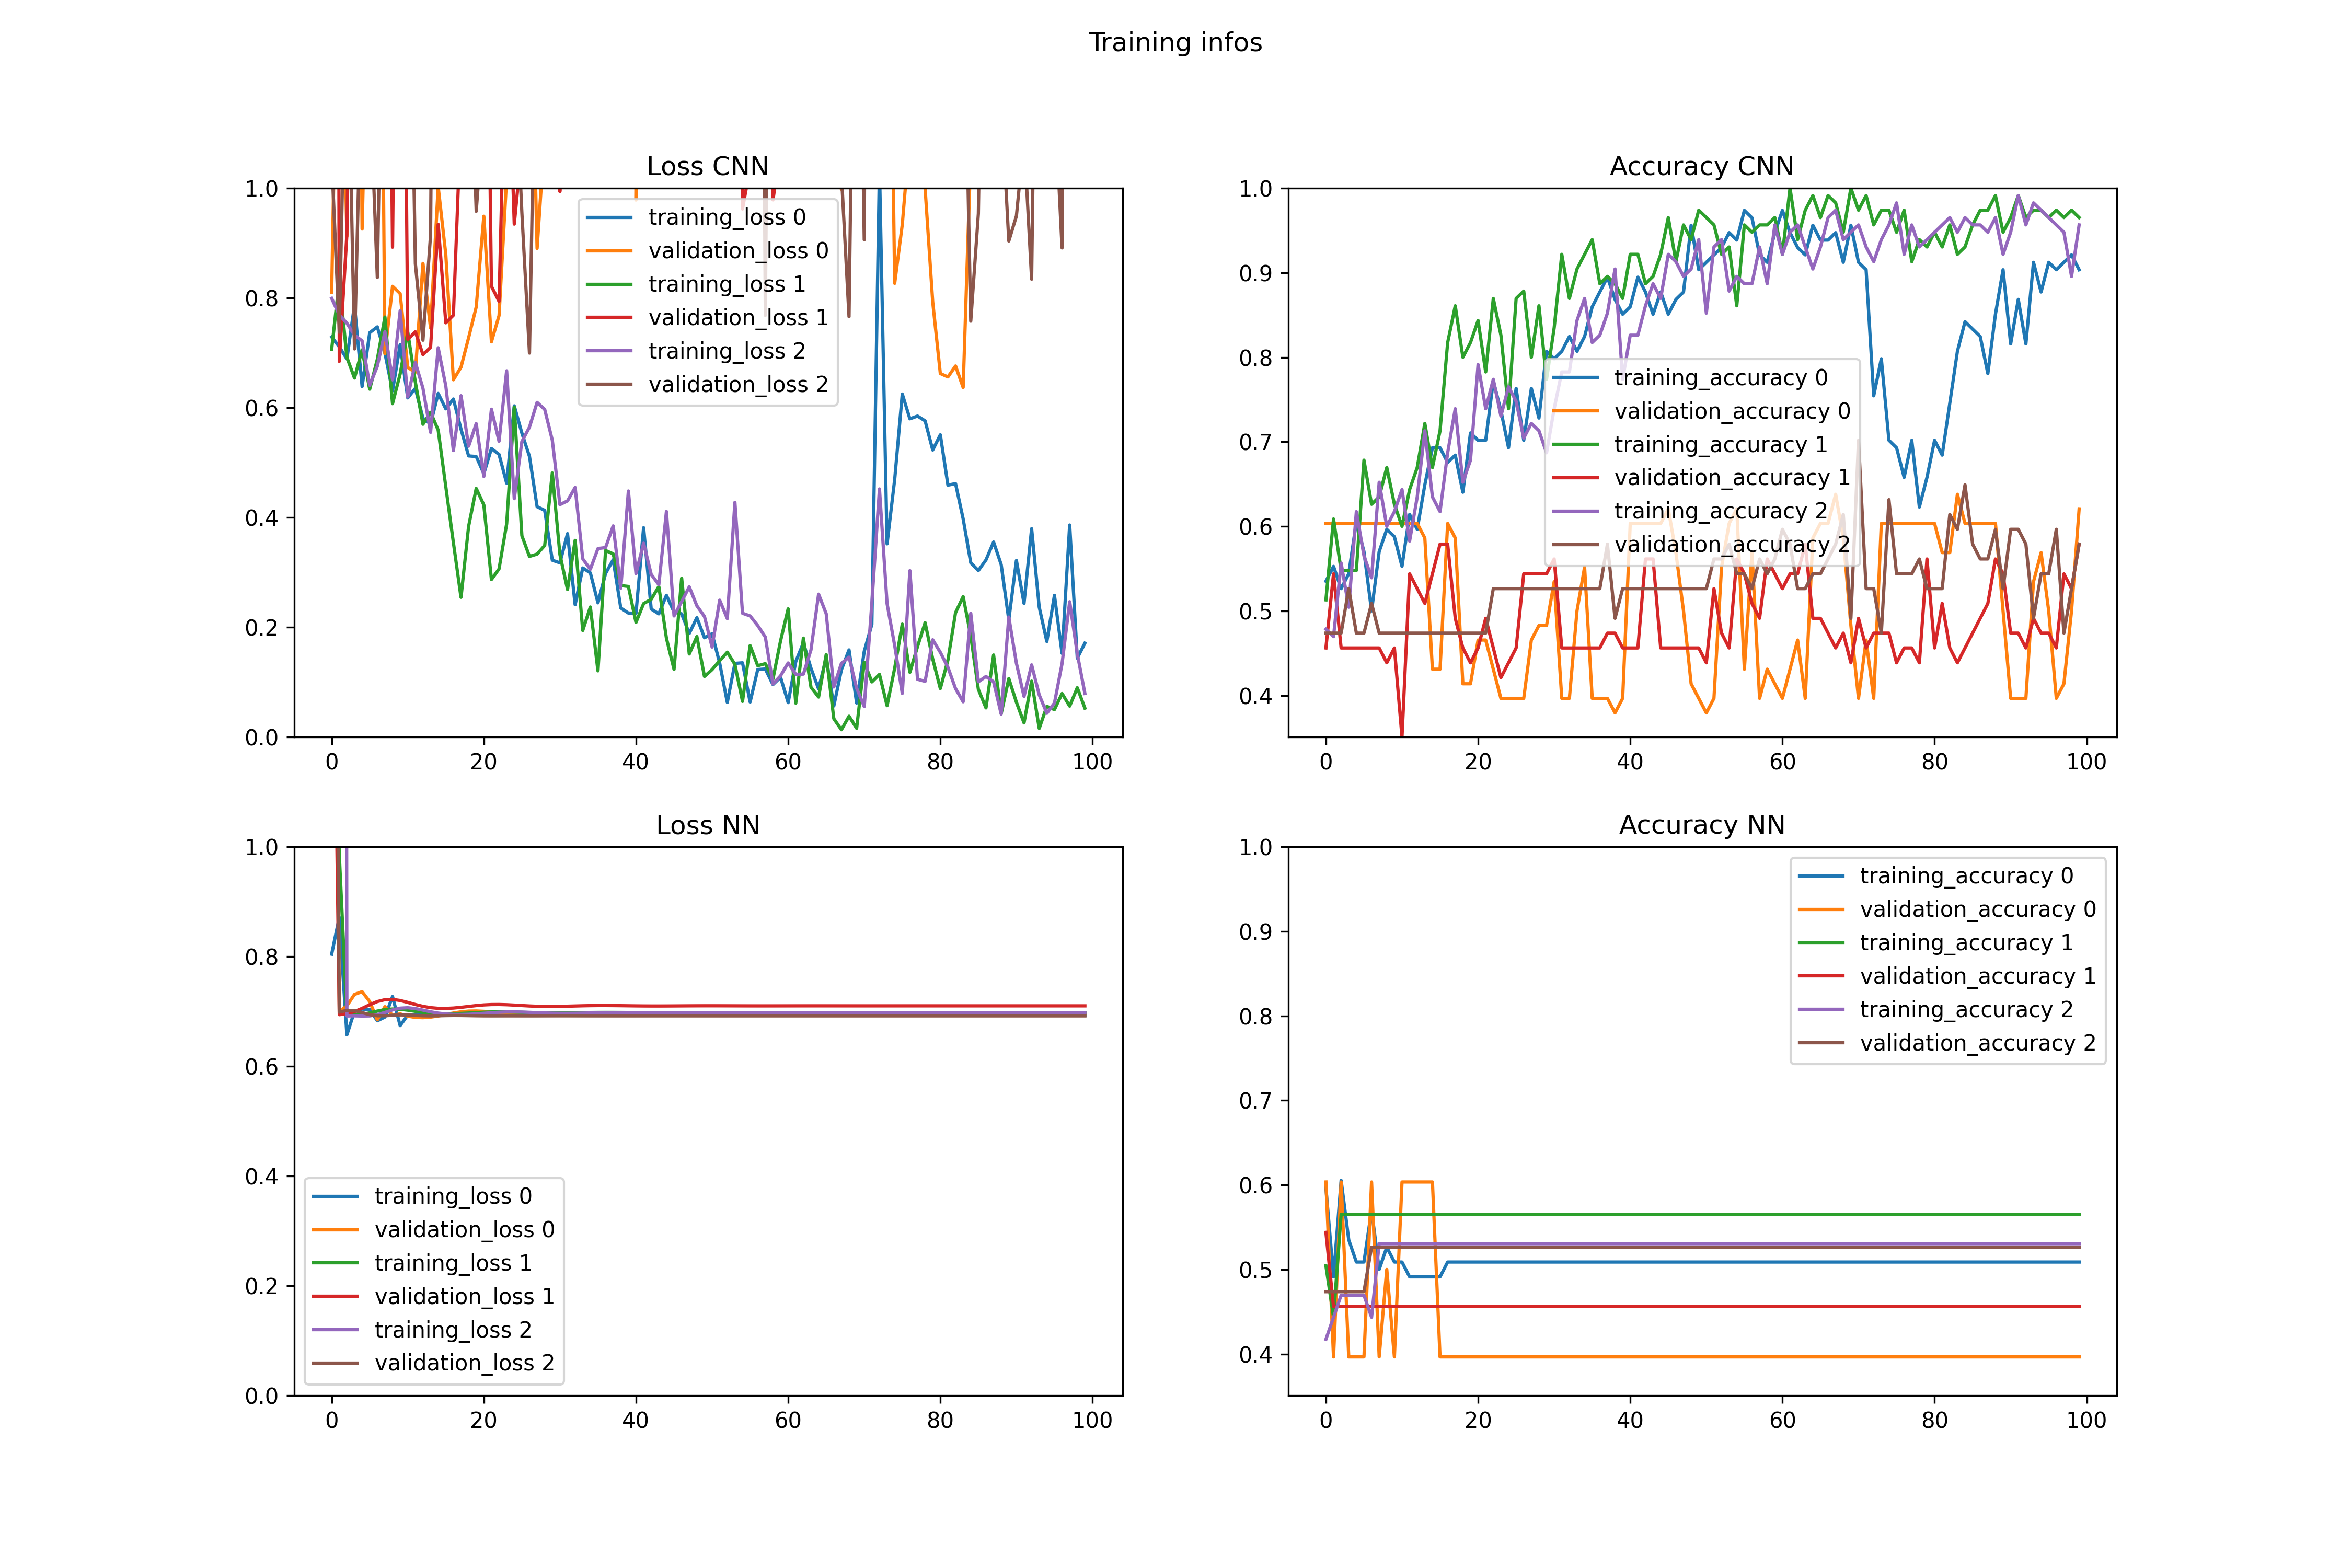 Training infos
Loss CNN
1.0
0.8
0.6
0.4
0.2
0.0
0 20 40 60 80 100
training_loss 0
validation_loss 0
training_loss 1
validation_loss 1
training_loss 2
validation_loss 2
Accuracy CNN
1.0
0.9
0.8
0.7
0.6
0.5
0.4
0 20 40 60 80 100
training_accuracy 0
validation_accuracy 0
training_accuracy 1
validation_accuracy 1
training_accuracy 2
validation_accuracy 2
Loss NN
1.0
0.8
0.6
0.4
0.2
0.0
0 20 40 60 80 100
training_loss 0
validation_loss 0
training_loss 1
validation_loss 1
training_loss 2
validation_loss 2
Accuracy NN
1.0
0.9
0.8
0.7
0.6
0.5
0.4
0 20 40 60 80 100
training_accuracy 0
validation_accuracy 0
training_accuracy 1
validation_accuracy 1
training_accuracy 2
validation_accuracy 2